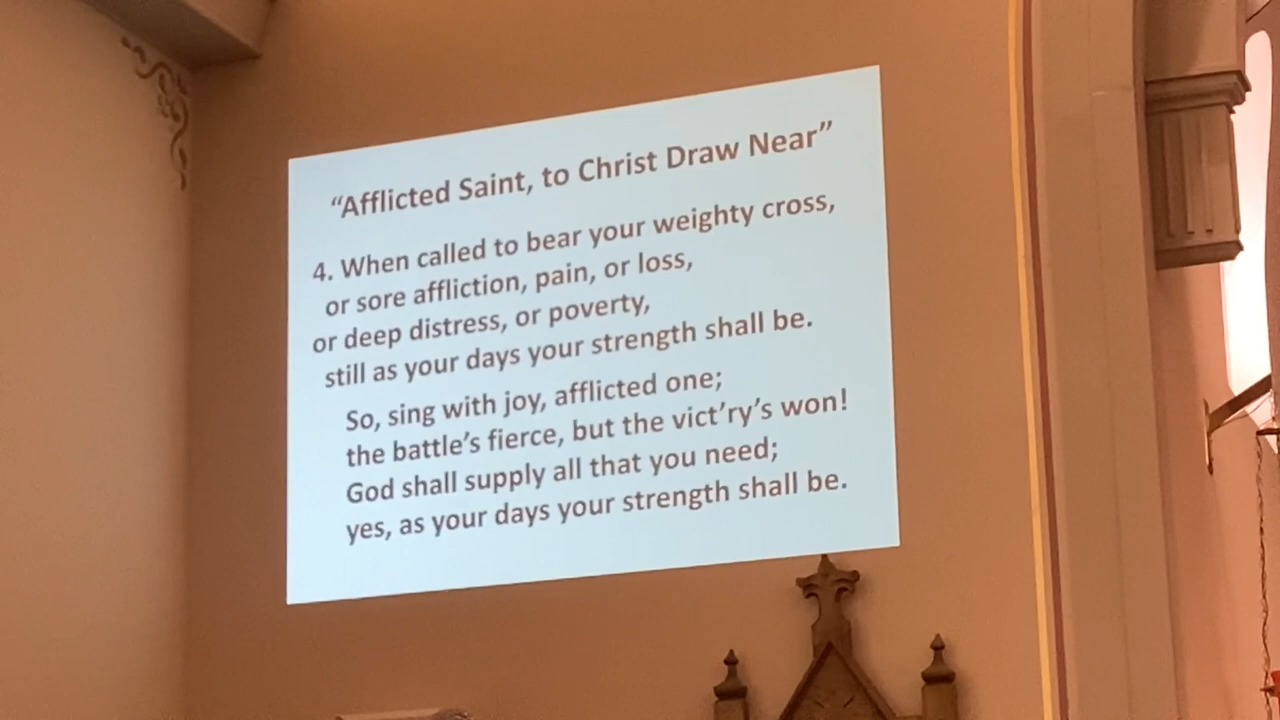 “Afflicted Saint, to Christ Draw Near”
4. When called to bear your weighty cross,
or sore affliction, pain, or loss,
or deep distress, or poverty,
still as your days your strength shall be.
So, sing with joy, afflicted one;
the battle’s fierce, but the vict’ry’s won!
God shall supply all that you need;
yes, as your days your strength shall be.